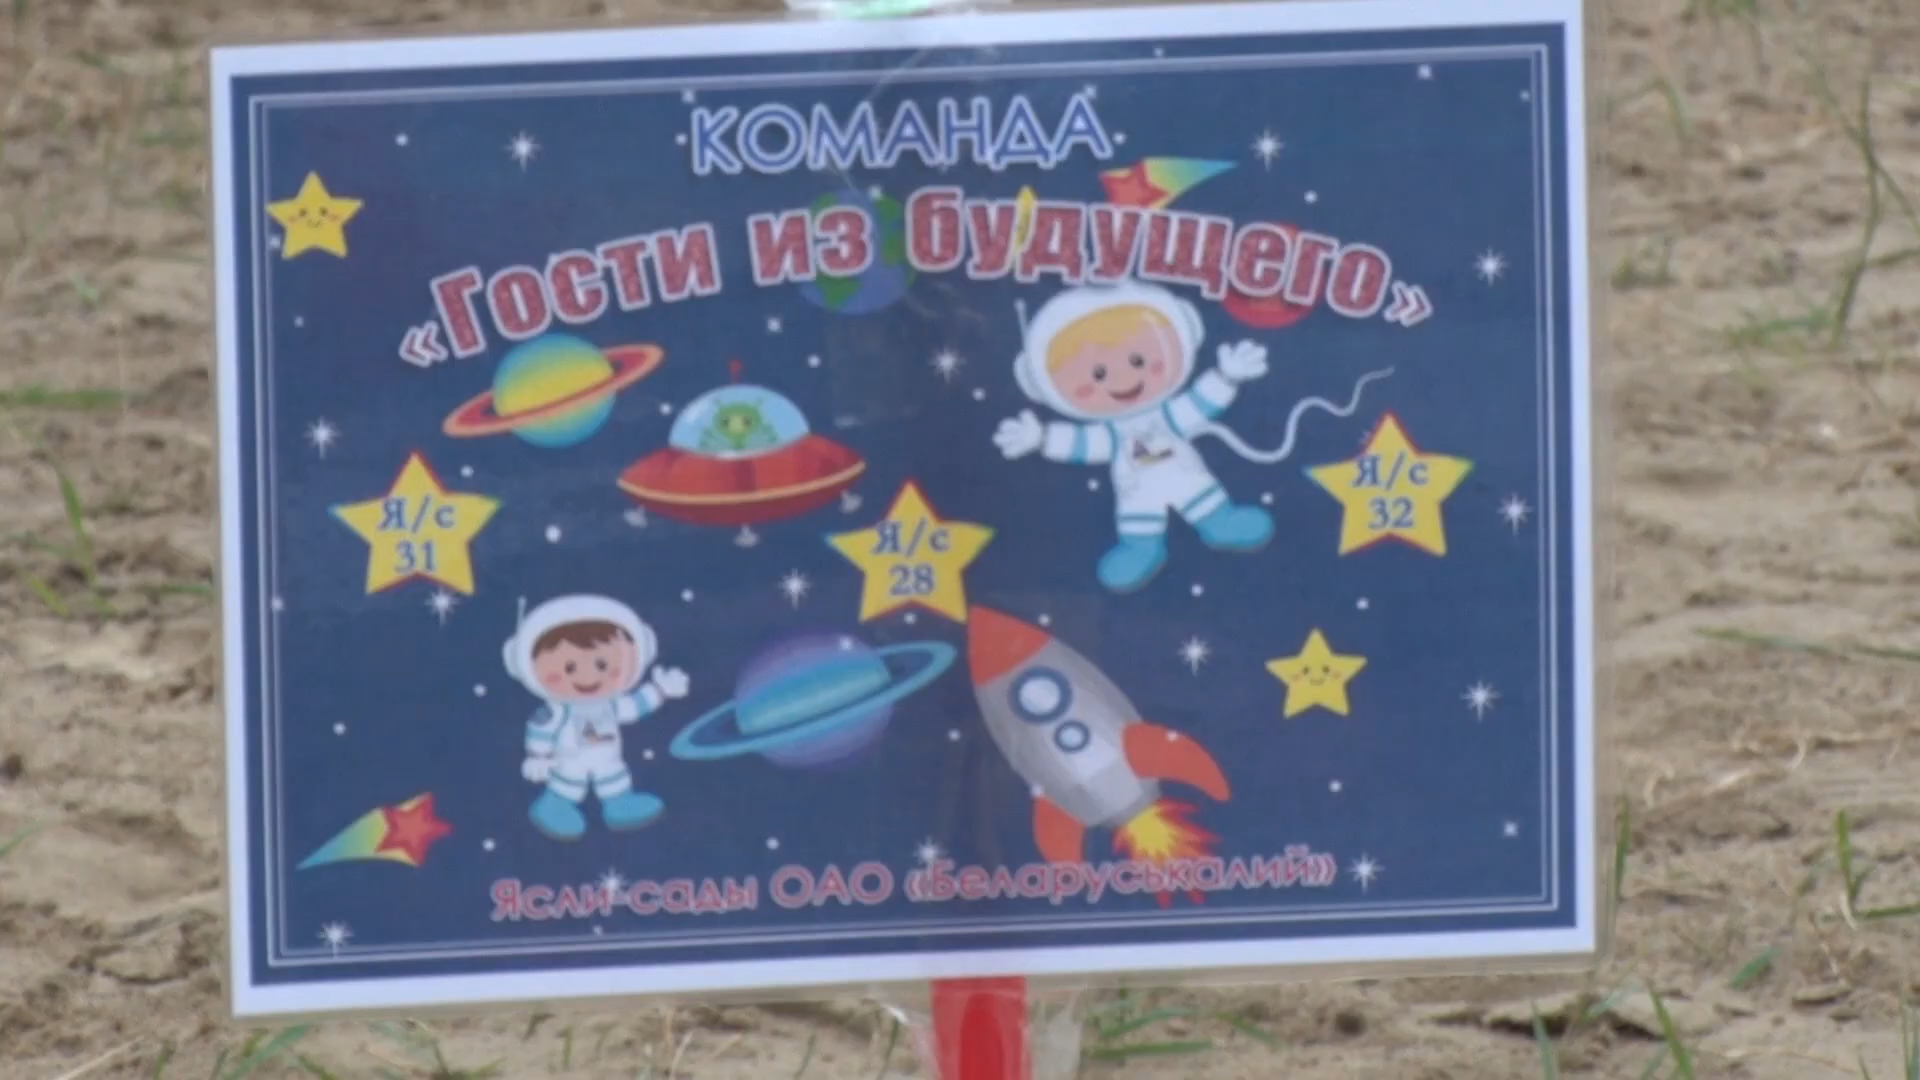 КОМАНДА
«Гости из будущего»
Я/с
31
Я/с
28
Я/с
32
Ясли-сады ОАО «Беларуськалий»